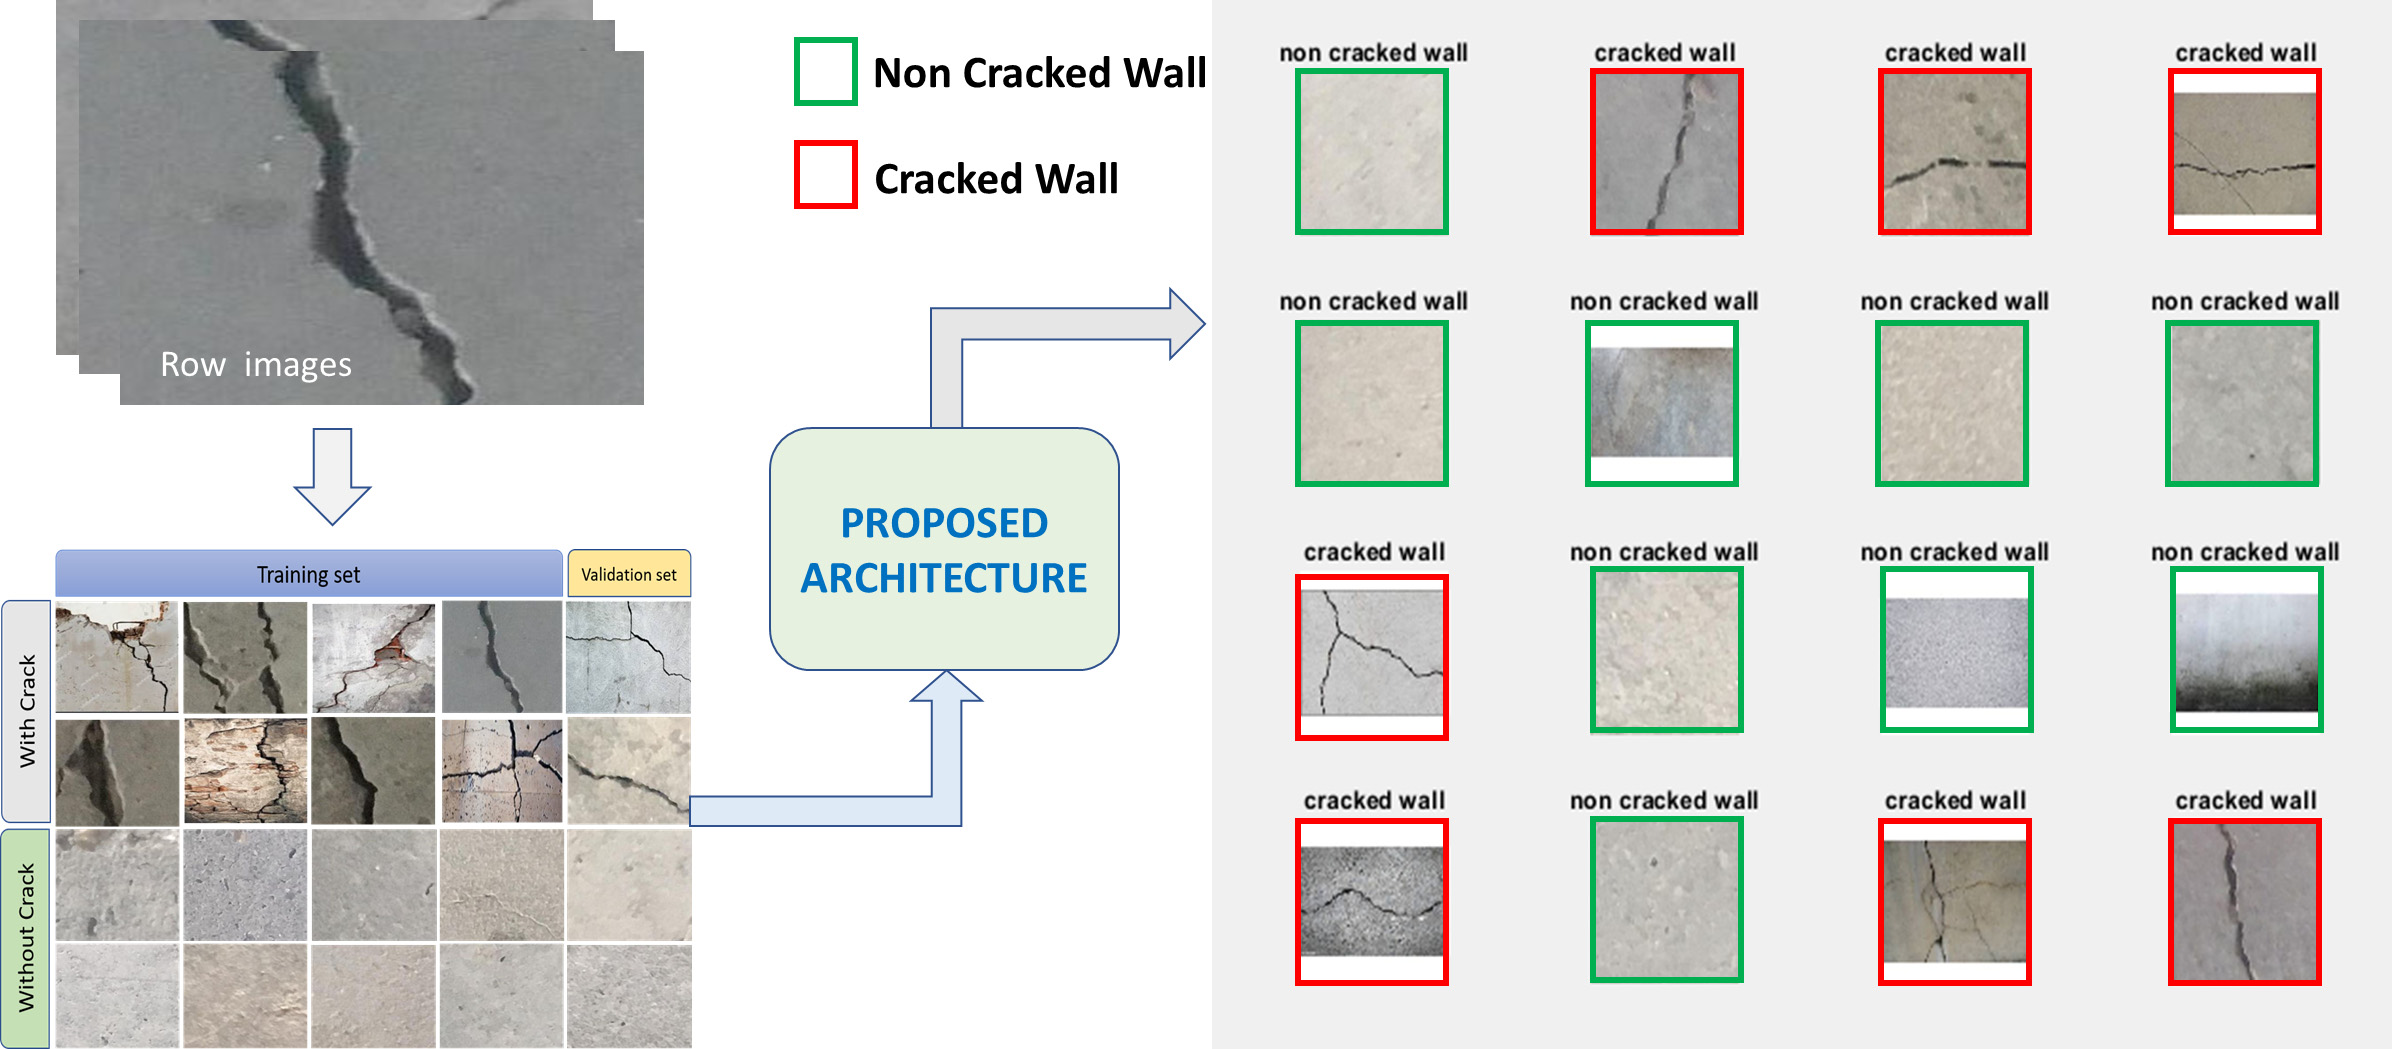 Row images
Non Cracked Wall
Cracked Wall
Training set
Validation set
With Crack
Without Crack
PROPOSED
ARCHITECTURE
non cracked wall
cracked wall
cracked wall
cracked wall
non cracked wall
non cracked wall
non cracked wall
non cracked wall
cracked wall
non cracked wall
non cracked wall
non cracked wall
cracked wall
non cracked wall
cracked wall
cracked wall